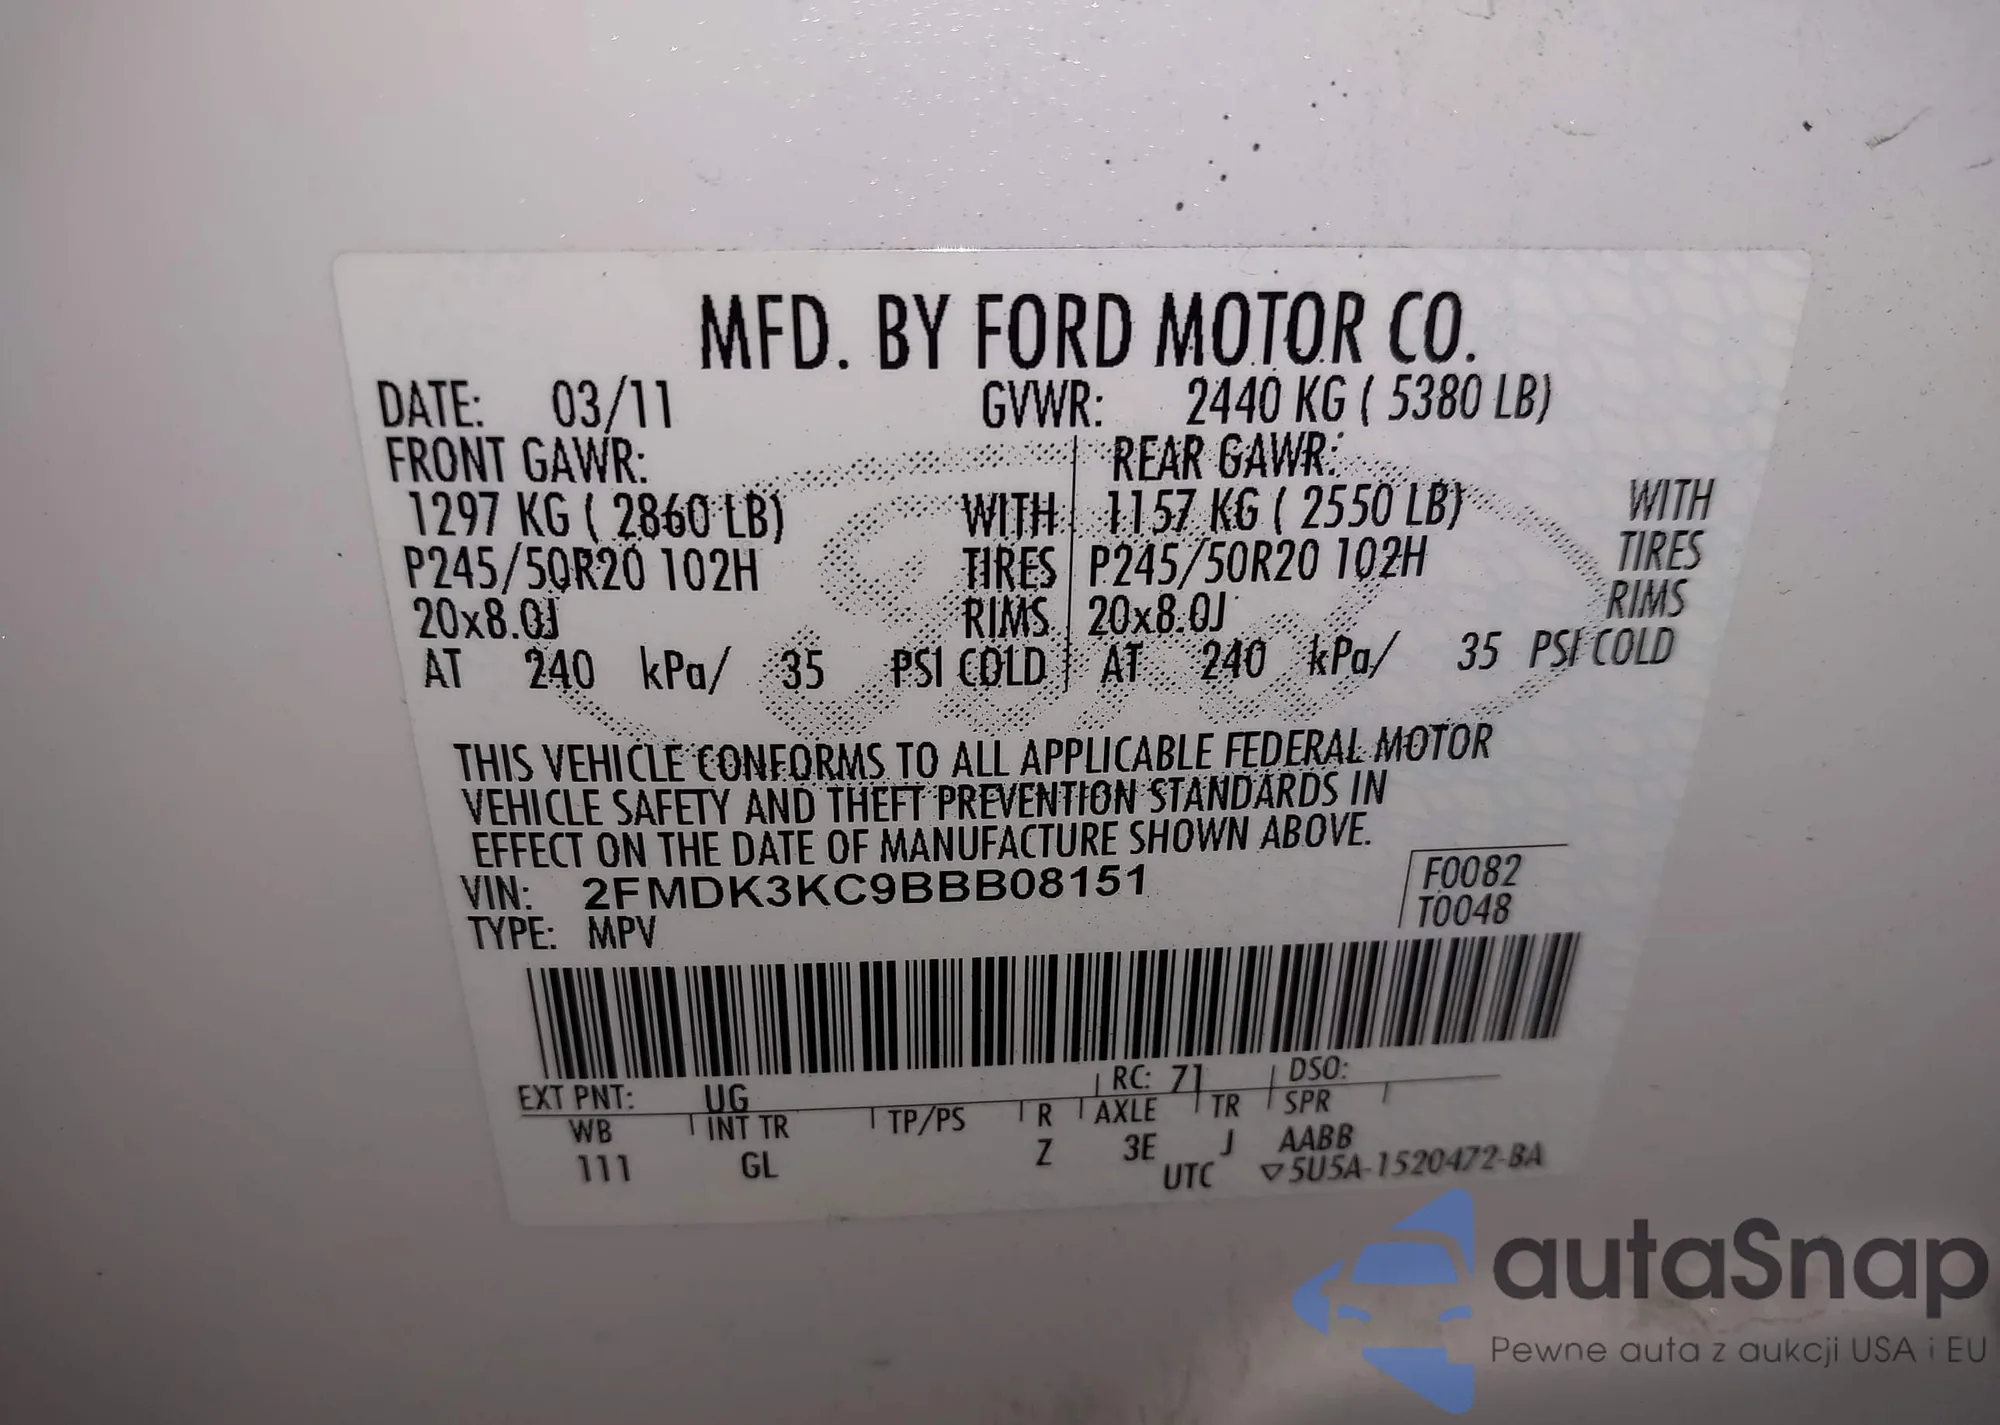 MFD. BY FORD MOTOR CO.
DATE: 03/11 GVWR: 2440 KG ( 5380 LB)
FRONT GAWR: REAR GAWR:
1297 KG ( 2860 LB) WITH 1157 KG ( 2550 LB) WITH
P245/50R20 102H TIRES P245/50R20 102H TIRES
20x8.0J RIMS 20x8.0J RIMS
AT 240 kPa/ 35 PSI COLD AT 240 kPa/ 35 PSI COLD
THIS VEHICLE CONFORMS TO ALL APPLICABLE FEDERAL MOTOR
VEHICLE SAFETY AND THEFT PREVENTION STANDARDS IN
EFFECT ON THE DATE OF MANUFACTURE SHOWN ABOVE.
VIN: 2FMDK3KC9BBB08151 F0082
TYPE: MPV T0048
EXT PNT: UG RC: 71 DSO:
WB INT TR TP/PS R AXLE TR SPR
111 GL Z 3E J AABB
UTC ▽5U5A-1520472-BA
autaSnap
Pewne auta z aukcji USA i EU